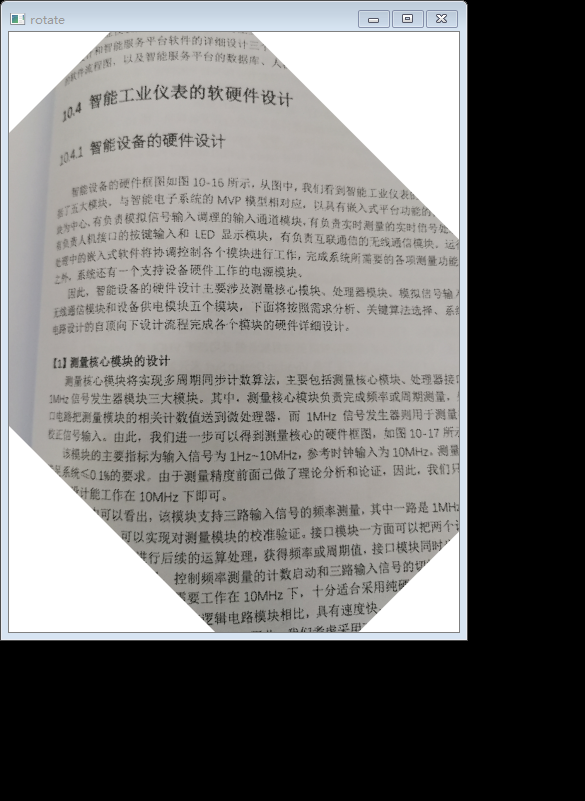 rotate
件和智能服务平台软件的详细设计三个
软件流程图，以及智能服务平台的数据库、人
10.4 智能工业仪表的软硬件设计
10.4.1 智能设备的硬件设计
智能设备的硬件框图如图 10-16 所示，从图中，我们看到智能工业仪表的
括了五大模块，与智能电子系统的 MVP 模型相对应，以具有嵌入式平台功能的
块为中心，有负责模拟信号输入调理的输入通道模块，有负责实时测量的实时信号处
有负责人机接口的按键输入和 LED 显示模块，有负责互联通信的无线通信模块，运行
处理中的嵌入式软件将协调控制各个模块进行工作，完成系统所需要的各项测量功能
之外，系统还有一个支持设备硬件工作的电源模块。
因此，智能设备的硬件设计主要涉及测量核心模块、处理器模块、模拟信号输入
无线通信模块和设备供电模块五个模块，下面将按照需求分析、关键算法选择、系统
电路设计的自顶向下设计流程完成各个模块的硬件详细设计。
【1】测量核心模块的设计
测量核心模块将实现多周期同步计数算法，主要包括测量核心模块、处理器接口
1MHz 信号发生器模块三大模块。其中，测量核心模块负责完成频率或周期测量，
口电路把测量模块的相关计数值送到微处理器，而 1MHz 信号发生器则用于测量
校正信号输入。由此，我们进一步可以得到测量核心的硬件框图，如图 10-17 所示
该模块的主要指标为输入信号为 1Hz~10MHz，参考时钟输入为 10MHz，测量
足系统≤0.1%的要求。由于测量精度前面已做了理论分析和论证，因此，我们只
设计能工作在 10MHz 下即可。
可以看出，该模块支持三路输入信号的频率测量，其中一路是 1MHz
可以实现对测量模块的校准验证。接口模块一方面可以把两个计
进行后续的运算处理，获得频率或周期值，接口模块同时
控制频率测量的计数启动和三路输入信号的切
需要工作在 10MHz 下，十分适合采用纯硬
逻辑电路模块相比，具有速度快、
我们考虑采用